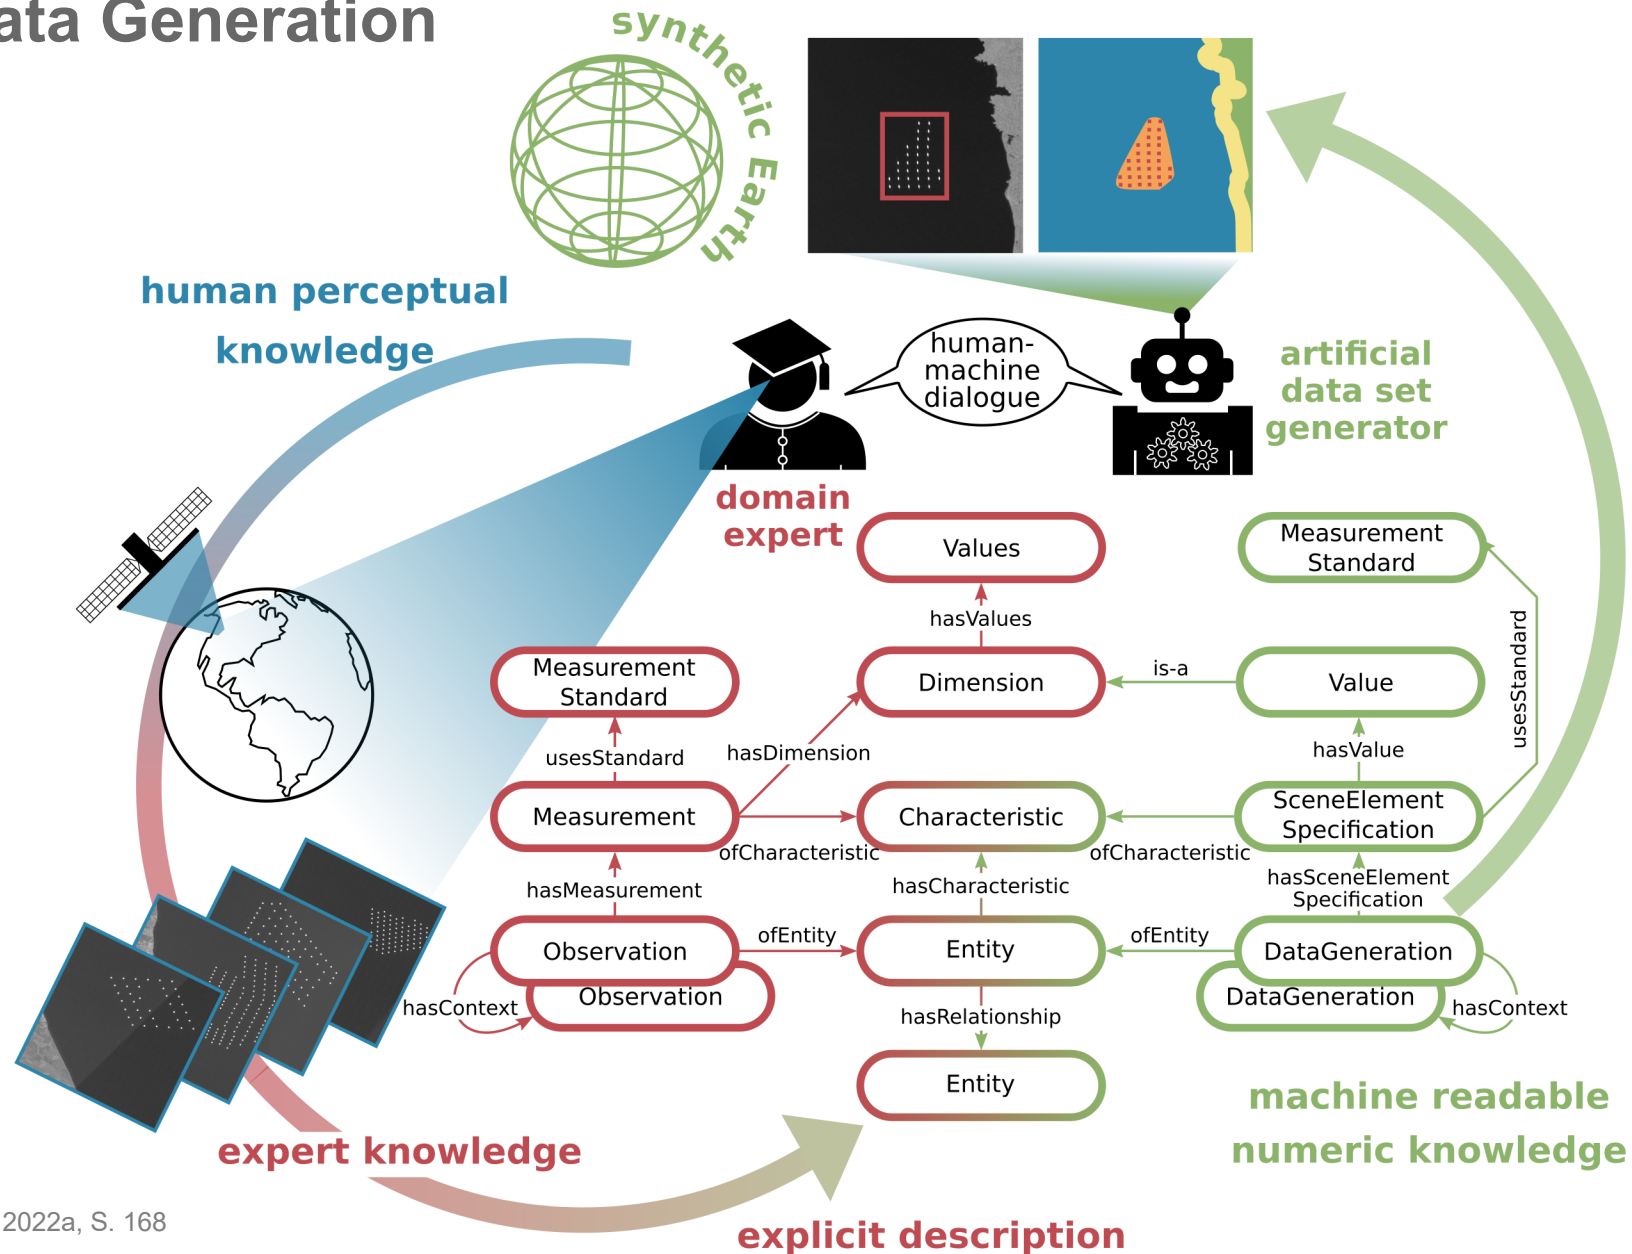 ata Generation
synthetic Earth
human perceptual
knowledge
human-
machine
dialogue
artificial
data set
generator
domain
expert
Values
Measurement
Standard
hasValues
usesStandard
Measurement
Standard
Dimension
is-a
Value
usesStandard
hasDimension
hasValue
Measurement
Characteristic
SceneElement
Specification
ofCharacteristic
ofCharacteristic
hasMeasurement
hasCharacteristic
hasSceneElement
Specification
Observation
ofEntity
Entity
ofEntity
DataGeneration
Observation
DataGeneration
hasContext
hasContext
hasRelationship
Entity
machine readable
numeric knowledge
expert knowledge
2022a, S. 168
explicit description